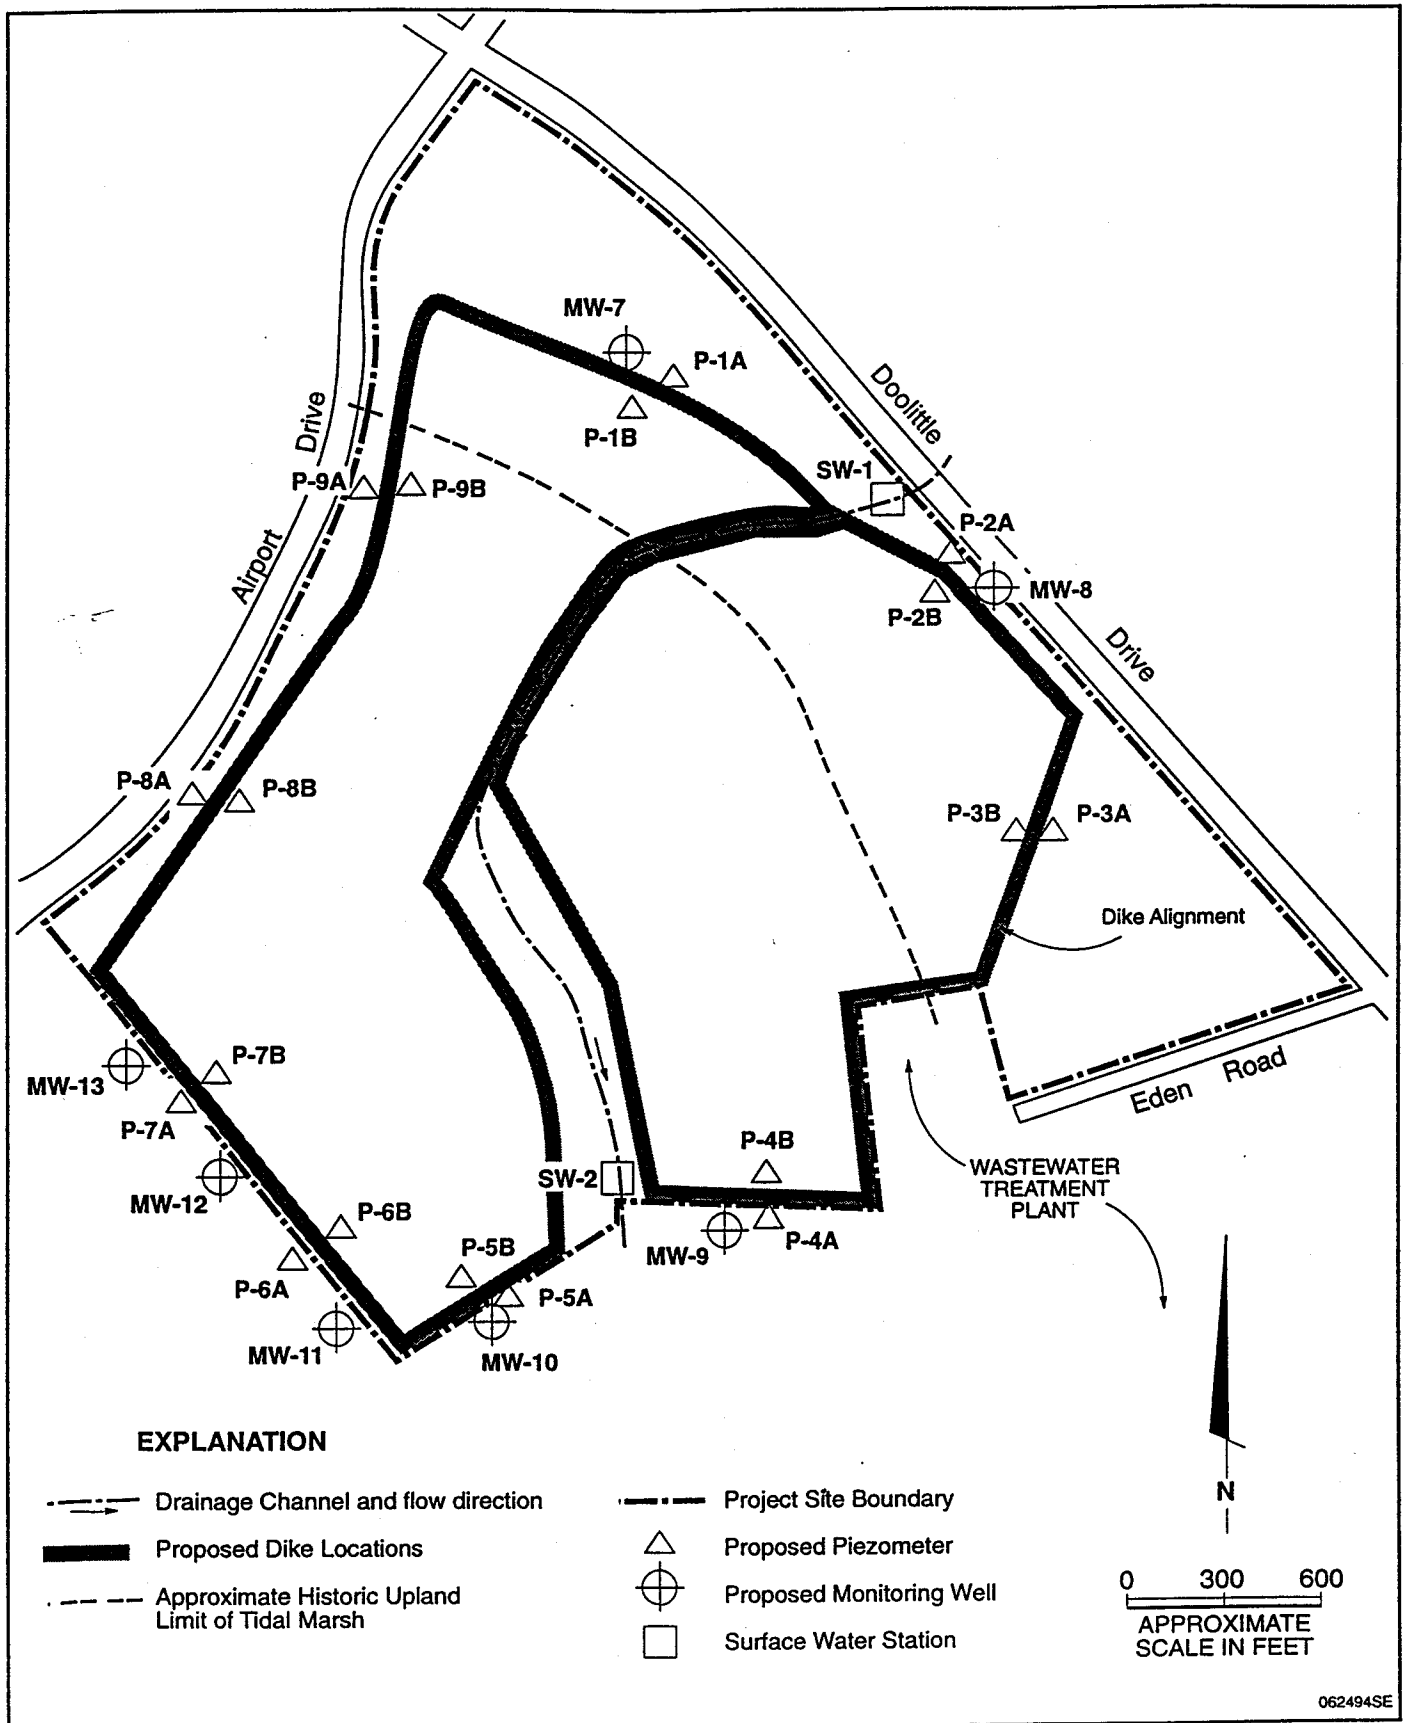 MW-7
P-1A
P-1B
Doolittle
Drive
Drive
Airport
P-9A
P-9B
SW-1
P-2A
P-2B
MW-8
P-8A
P-8B
P-3B
P-3A
Dike Alignment
MW-13
P-7B
P-7A
MW-12
Eden Road
P-4B
SW-2
WASTEWATER
TREATMENT
PLANT
P-6B
P-5B
MW-9
P-4A
P-6A
P-5A
MW-11
MW-10
EXPLANATION
Drainage Channel and flow direction
Proposed Dike Locations
Approximate Historic Upland
Limit of Tidal Marsh
Project Site Boundary
Proposed Piezometer
Proposed Monitoring Well
Surface Water Station
N
0 300 600
APPROXIMATE
SCALE IN FEET
062494SE